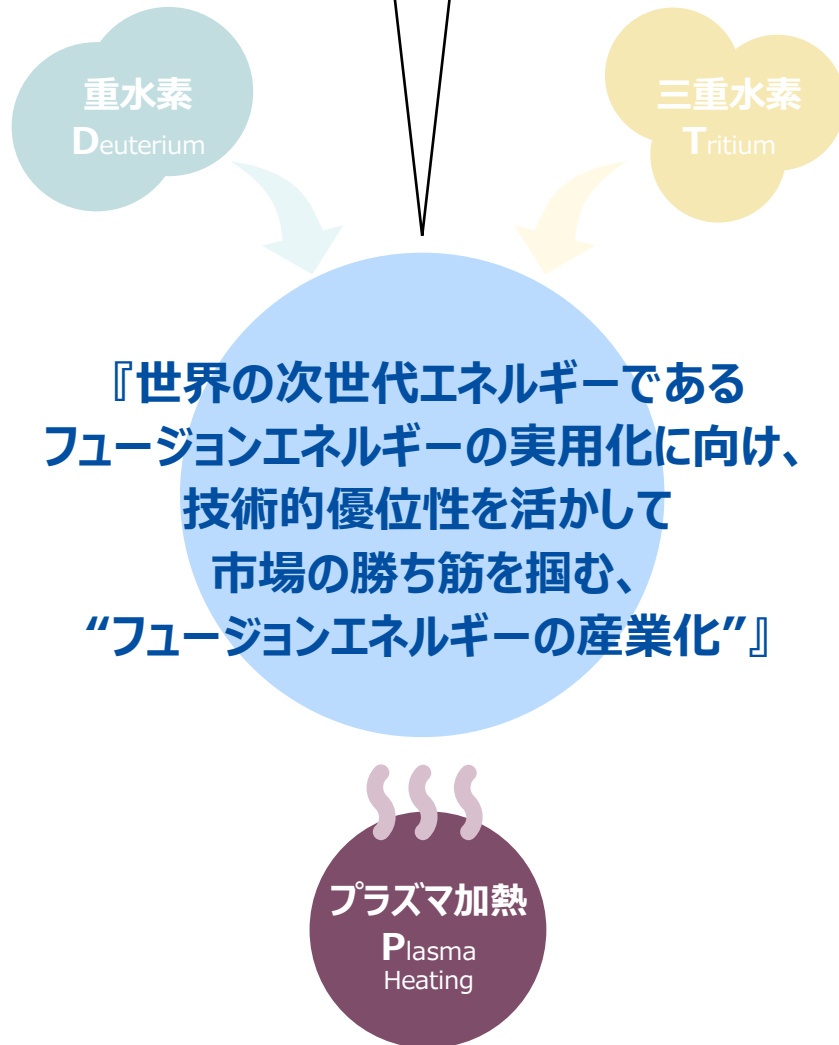 重水素
Deuterium
三重水素
Tritium
『世界の次世代エネルギーである
フュージョンエネルギーの実用化に向け、
技術的優位性を活かして
市場の勝ち筋を掴む、
“フュージョンエネルギーの産業化”』
プラズマ加熱
Plasma
Heating